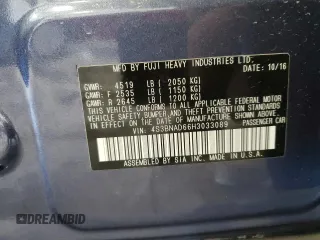 MFD. BY FUJI HEAVY INDUSTRIES LTD.
10/16
GVWR: 4519 LB ( 2050 KG)
GAWR: F 2535 LB ( 1150 KG)
GAWR: R 2645 LB ( 1200 KG)
THIS VEHICLE CONFORMS TO ALL APPLICABLE FEDERAL MOTOR
VEHICLE SAFETY BUMPER AND THEFT PREVENTION STANDARDS
IN EFFECT ON THE DATE OF MANUFACTURE SHOWN ABOVE.
VIN: 4S3BNAD66H3033089
PASSENGER CAR
ASSEMBLED BY SIA INC. MADE IN U.S.A.
DREAMBID